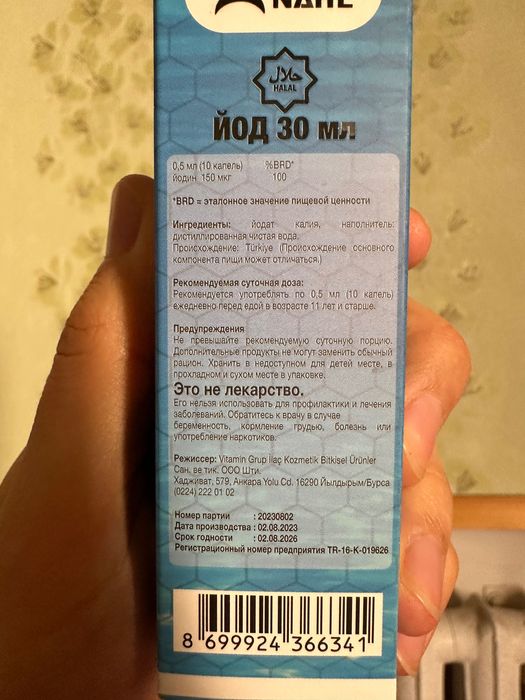 NAHL
حلال
HALAL
ЙОД 30 мл
0,5 мл (10 капель) %BRD*
йодин 150 мкг 100
*BRD = эталонное значение пищевой ценности
Ингредиенты: йодат калия, наполнитель:
дистиллированная чистая вода.
Происхождение: Türkiye (Происхождение основного
компонента пищи может отличаться.)
Рекомендуемая суточная доза:
Рекомендуется употреблять по 0,5 мл (10 капель)
ежедневно перед едой в возрасте 11 лет и старше.
Предупреждения
Не превышайте рекомендуемую суточную порцию.
Дополнительные продукты не могут заменить обычный
рацион. Хранить в недоступном для детей месте, в
прохладном и сухом месте в упаковке.
Это не лекарство.
Его нельзя использовать для профилактики и лечения
заболеваний. Обратитесь к врачу в случае
беременность, кормление грудью, болезнь или
употребление наркотиков.
Режиссер: Vitamin Grup İlaç Kozmetik Bitkisel Ürünler
Сан. ве тик. ООО Шти.
Хадживат, 579, Анкара Yolu Cd. 16290 Йылдырым/Бурса
(0224) 222 01 02
Номер партии : 20230802
Дата производства : 02.08.2023
Срок годности : 02.08.2026
Регистрационный номер предприятия TR-16-K-019626
8 699924 366341